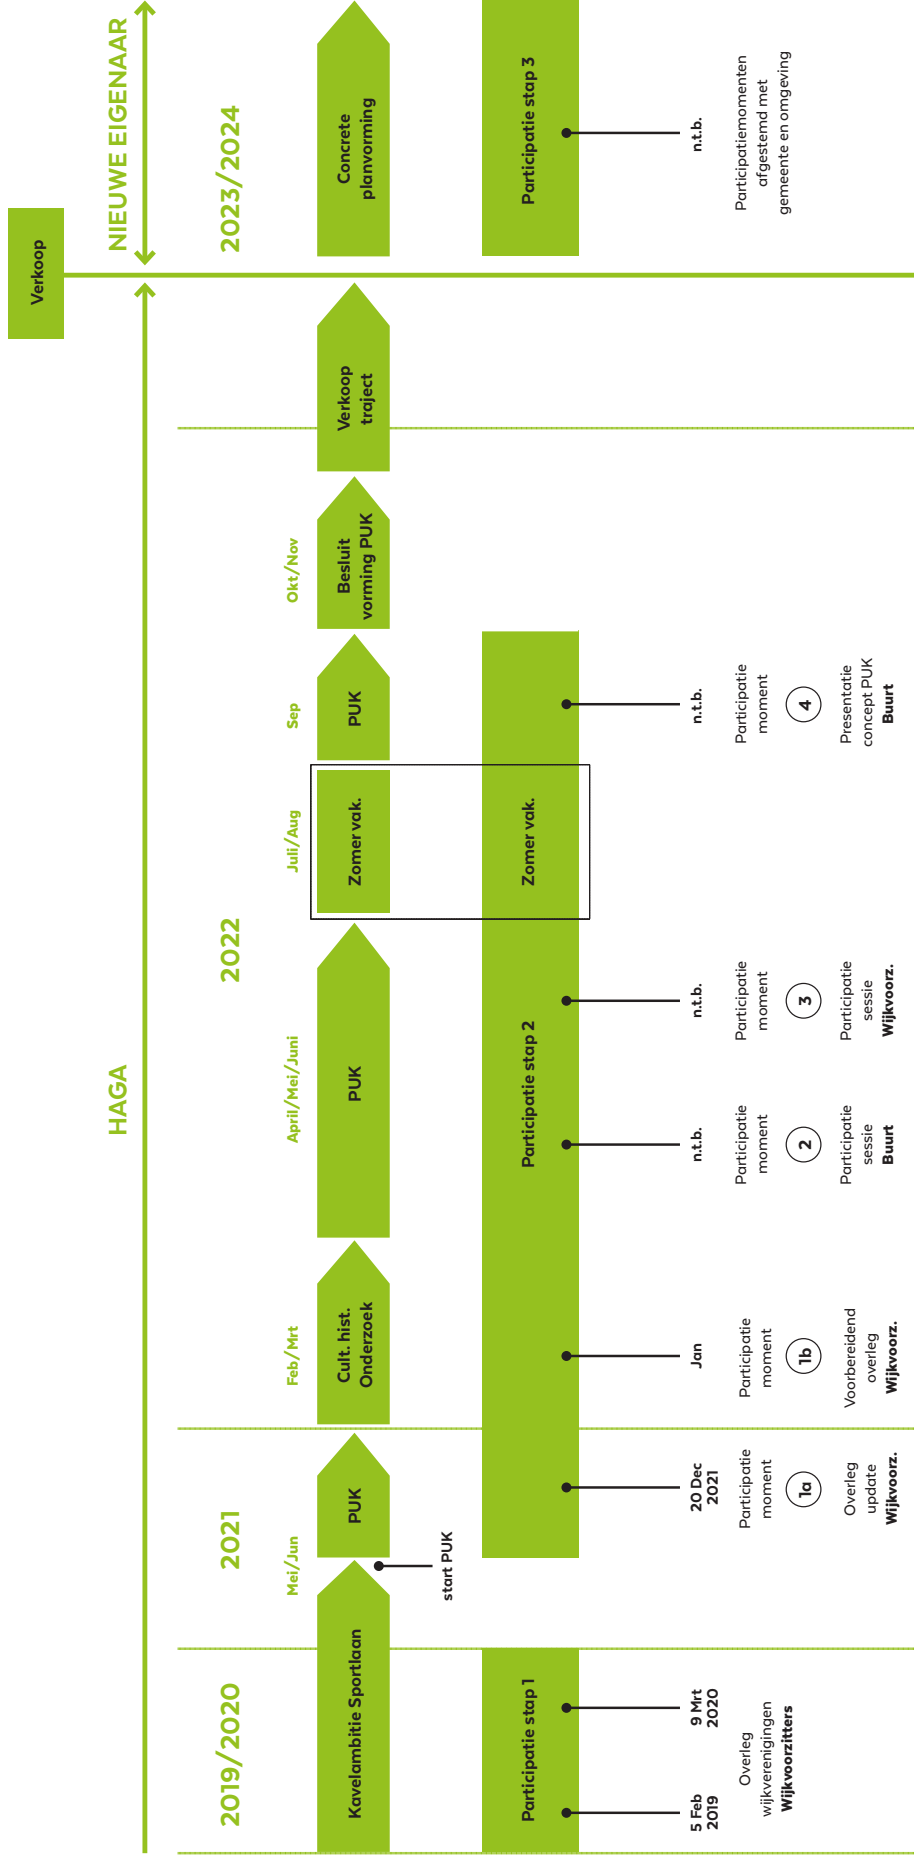 Verkoop
HAGA
NIEUWE EIGENAAR
2019/2020
2021
2022
2023/2024
Mei/Jun
Feb/Mrt
April/Mei/Juni
Juli/Aug
Sep
Okt/Nov
Kavelambitie Sportlaan
PUK
Cult. hist.
Onderzoek
PUK
Zomer vak.
PUK
Besluit
vorming PUK
Verkoop
traject
Concrete
planvorming
start PUK
Participatie stap 1
Participatie stap 2
Zomer vak.
Participatie stap 3
5 Feb
2019
9 Mrt
2020
Overleg
wijkverenigingen
Wijkvoorzitters
20 Dec
2021
Participatie
moment
1a
Overleg
update
Wijkvoorz.
Jan
Participatie
moment
1b
Voorbereidend
overleg
Wijkvoorz.
n.t.b.
Participatie
moment
2
Participatie
sessie
Buurt
n.t.b.
Participatie
moment
3
Participatie
sessie
Wijkvoorz.
n.t.b.
Participatie
moment
4
Presentatie
concept PUK
Buurt
n.t.b.
Participatiemomenten
afgestemd met
gemeente en omgeving